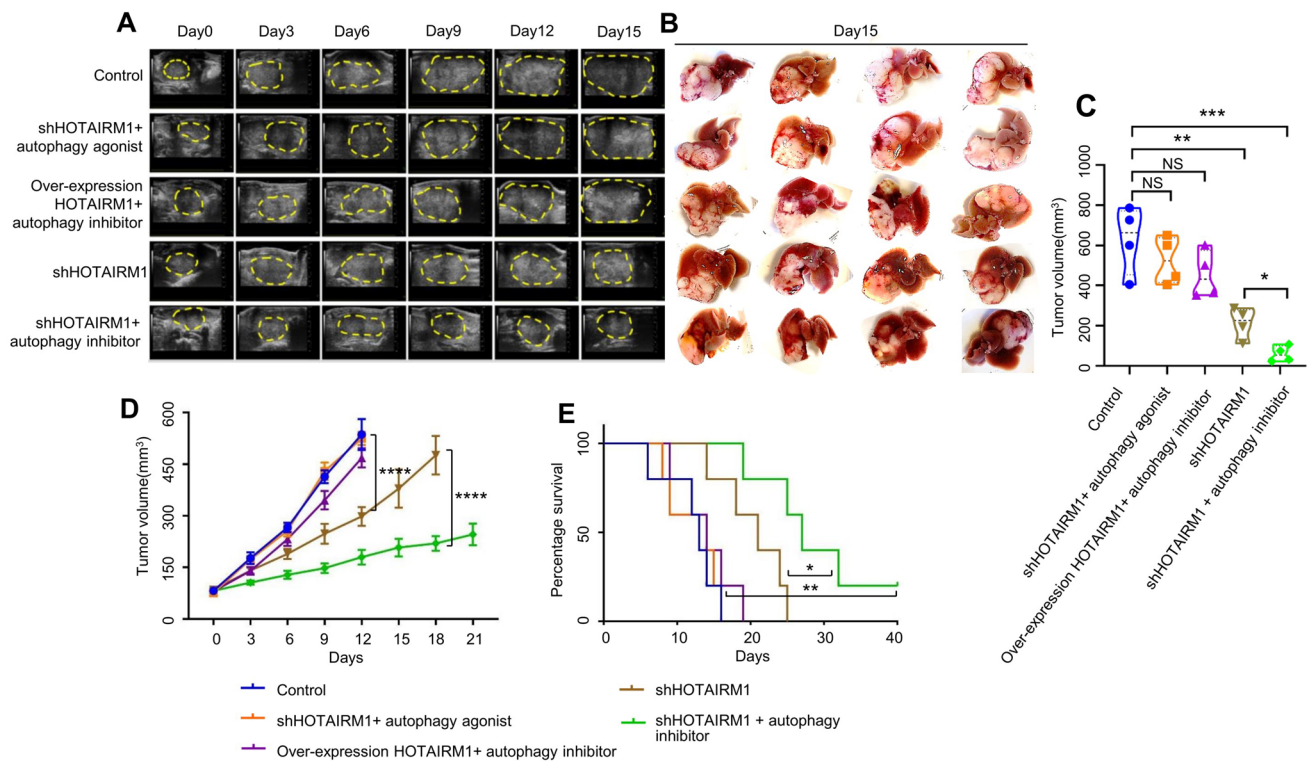 A
Day0 Day3 Day6 Day9 Day12 Day15
Control
shHOTAIRM1+
autophagy agonist
Over-expression
HOTAIRM1+
autophagy inhibitor
shHOTAIRM1
shHOTAIRM1+
autophagy inhibitor
B
Day15
C
***
**
NS
NS
*
Tumor volume(mm³)
1000
800
600
400
200
0
Control
shHOTAIRM1+ autophagy agonist
Over-expression HOTAIRM1+ autophagy inhibitor
shHOTAIRM1
shHOTAIRM1 + autophagy inhibitor
D
Tumor volume(mm³)
600
450
300
150
0
****
****
0 3 6 9 12 15 18 21
Days
E
Percentage survival
100
50
0
*
**
0 10 20 30 40
Days
Control
shHOTAIRM1+ autophagy agonist
Over-expression HOTAIRM1+ autophagy inhibitor
shHOTAIRM1
shHOTAIRM1 + autophagy
inhibitor